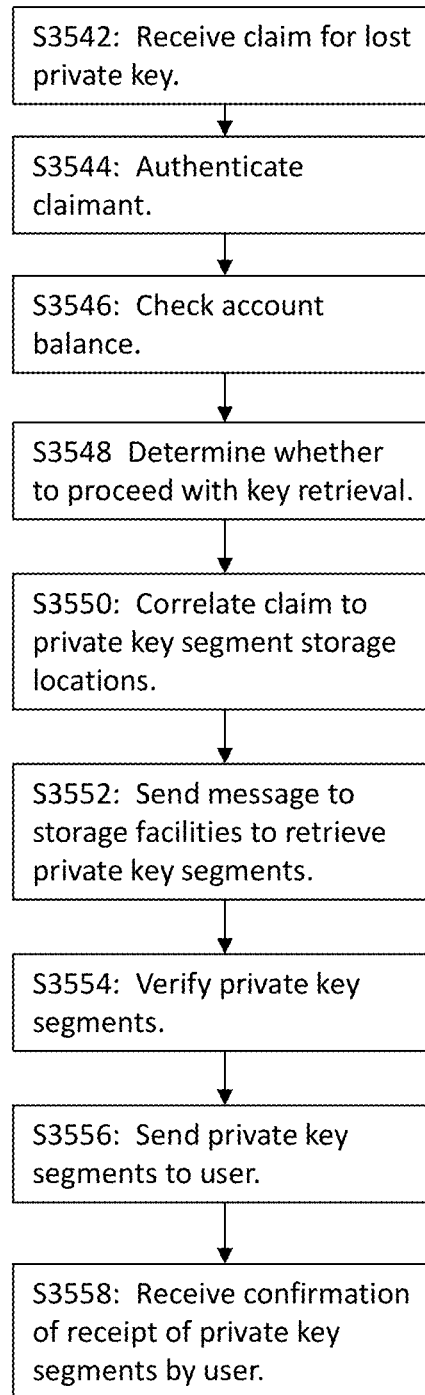 S3542: Receive claim for lost
private key.
S3544: Authenticate
claimant.
S3546: Check account
balance.
S3548 Determine whether
to proceed with key retrieval.
S3550: Correlate claim to
private key segment storage
locations.
S3552: Send message to
storage facilities to retrieve
private key segments.
S3554: Verify private key
segments.
S3556: Send private key
segments to user.
S3558: Receive confirmation
of receipt of private key
segments by user.